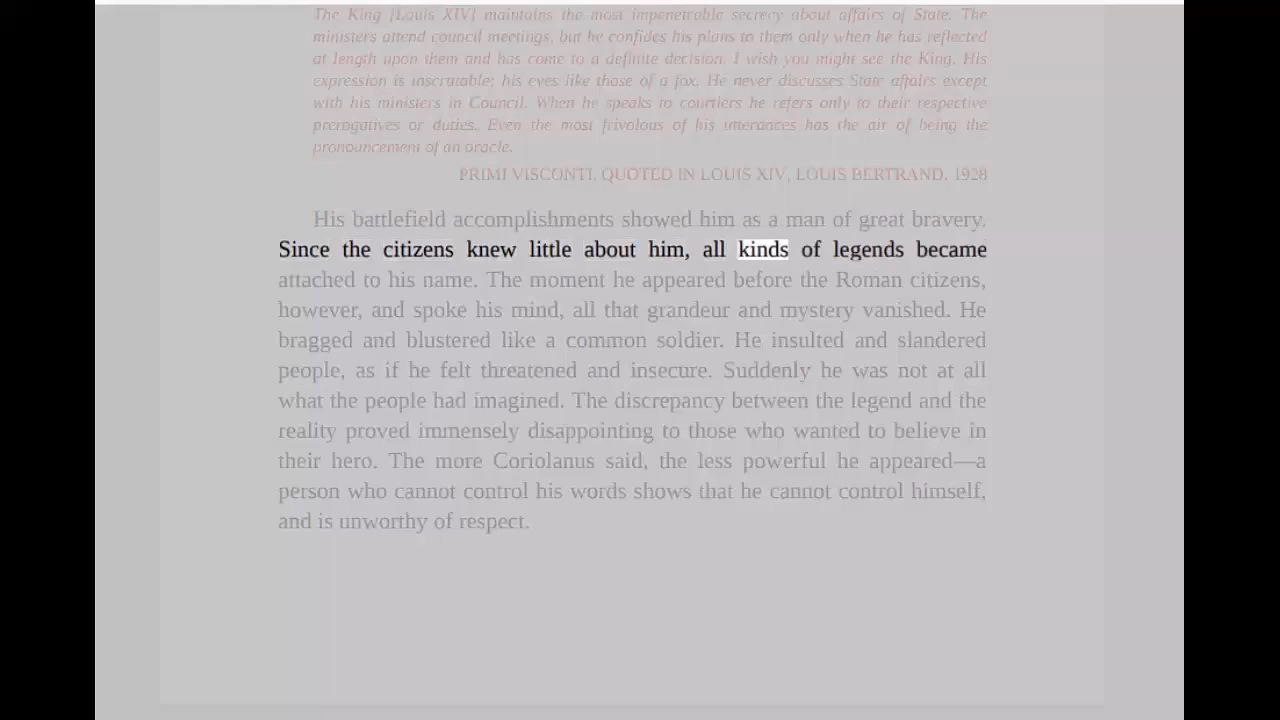 The King [Louis XIV] maintains the most impenetrable secrecy about affairs of State. The
ministers attend council meetings, but he confides his plans to them only when he has reflected
at length upon them and has come to a definite decision. I wish you might see the King. His
expression is inscrutable; his eyes like those of a fox. He never discusses State affairs except
with his ministers in Council. When he speaks to courtiers he refers only to their respective
prerogatives or duties. Even the most frivolous of his utterances has the air of being the
pronouncement of an oracle.
PRIMI VISCONTI, QUOTED IN LOUIS XIV, LOUIS BERTRAND, 1928
His battlefield accomplishments showed him as a man of great bravery.
Since the citizens knew little about him, all kinds of legends became
attached to his name. The moment he appeared before the Roman citizens,
however, and spoke his mind, all that grandeur and mystery vanished. He
bragged and blustered like a common soldier. He insulted and slandered
people, as if he felt threatened and insecure. Suddenly he was not at all
what the people had imagined. The discrepancy between the legend and the
reality proved immensely disappointing to those who wanted to believe in
their hero. The more Coriolanus said, the less powerful he appeared—a
person who cannot control his words shows that he cannot control himself,
and is unworthy of respect.